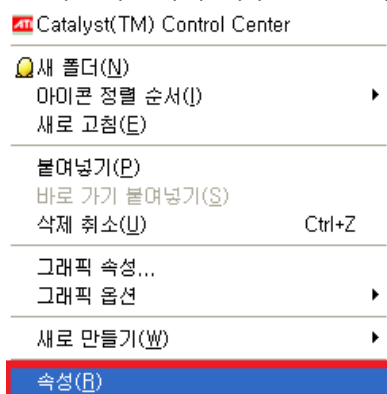 ATI Catalyst(TM) Control Center
새 폴더(N)
아이콘 정렬 순서(I)
새로 고침(E)
붙여넣기(P)
바로 가기 붙여넣기(S)
삭제 취소(U) Ctrl+Z
그래픽 속성...
그래픽 옵션
새로 만들기(W)
속성(R)